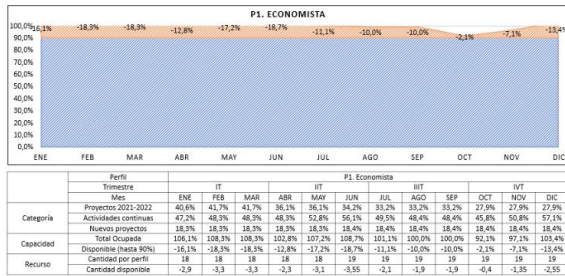 P1. ECONOMISTA
100,0%
90,0%
80,0%
70,0%
60,0%
50,0%
40,0%
30,0%
20,0%
10,0%
0,0%
-16,1% -18,3% -18,3% -12,8% -17,2% -18,7% -11,1% -10,0% -10,0% -2,1% -7,1% -13,4%
ENE FEB MAR ABR MAY JUN JUL AGO SEP OCT NOV DIC
Perfil P1. Economista
Trimestre IT IIT IIIT IVT
Mes ENE FEB MAR ABR MAY JUN JUL AGO SEP OCT NOV DIC
Categoría
Proyectos 2021-2022 40,6% 41,7% 41,7% 36,1% 36,1% 34,2% 33,2% 33,2% 33,2% 27,9% 27,9% 27,9%
Actividades continuas 47,2% 48,3% 48,3% 48,3% 52,8% 56,1% 49,5% 48,4% 48,4% 45,8% 50,8% 57,1%
Nuevos proyectos 18,3% 18,3% 18,3% 18,3% 18,3% 18,4% 18,4% 18,4% 18,4% 18,4% 18,4% 18,4%
Capacidad
Total Ocupada 106,1% 108,3% 108,3% 102,8% 107,2% 108,7% 101,1% 100,0% 100,0% 92,1% 97,1% 103,4%
Disponible (hasta 90%) -16,1% -18,3% -18,3% -12,8% -17,2% -18,7% -11,1% -10,0% -10,0% -2,1% -7,1% -13,4%
Recurso
Cantidad por perfil 18 18 18 18 18 19 19 19 19 19 19 19
Cantidad disponible -2,9 -3,3 -3,3 -2,3 -3,1 -3,55 -2,1 -1,9 -1,9 -0,4 -1,35 -2,55